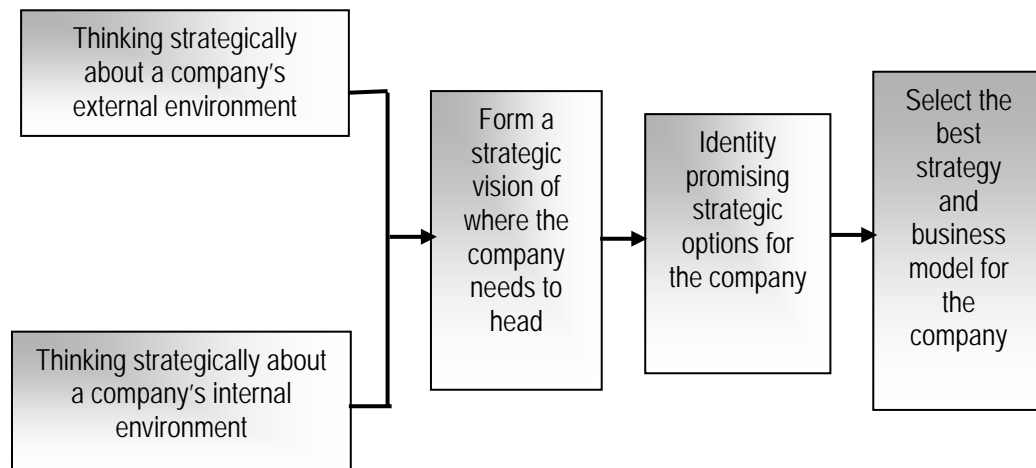 Thinking strategically
about a company's
external environment
Thinking strategically about
a company's internal
environment
Form a
strategic
vision of
where the
company
needs to
head
Identity
promising
strategic
options for
the company
Select the
best
strategy
and
business
model for
the
company